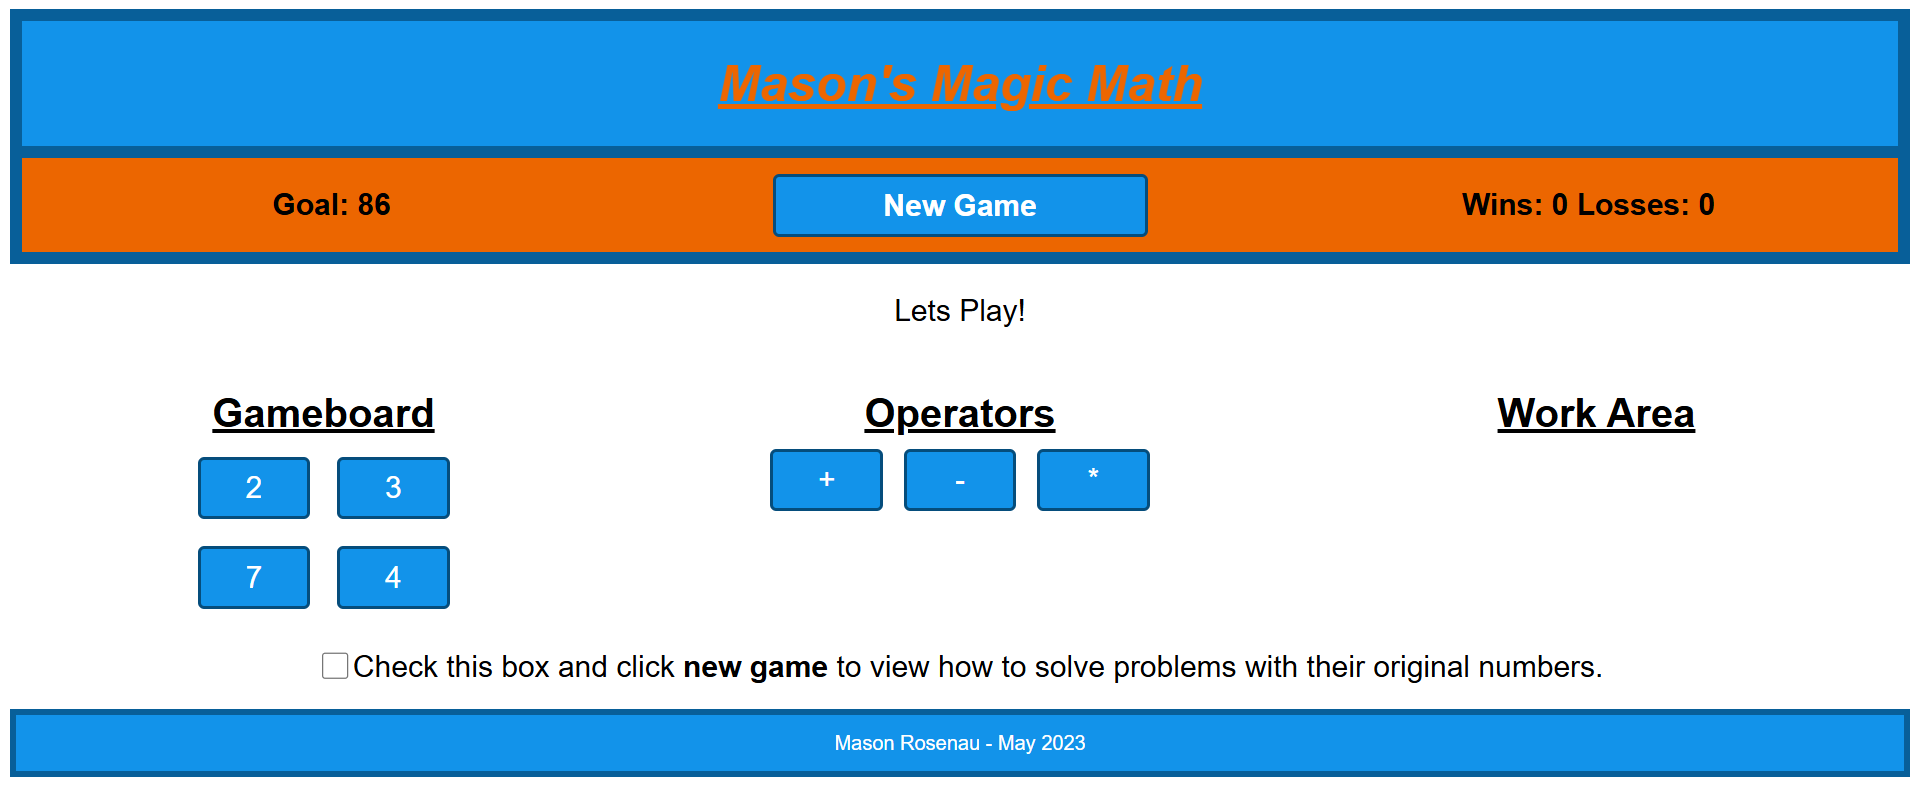 Mason's Magic Math
Goal: 86
New Game
Wins: 0 Losses: 0
Lets Play!
Gameboard
Operators
Work Area
2 3
7 4
+ - *
Check this box and click new game to view how to solve problems with their original numbers.
Mason Rosenau - May 2023